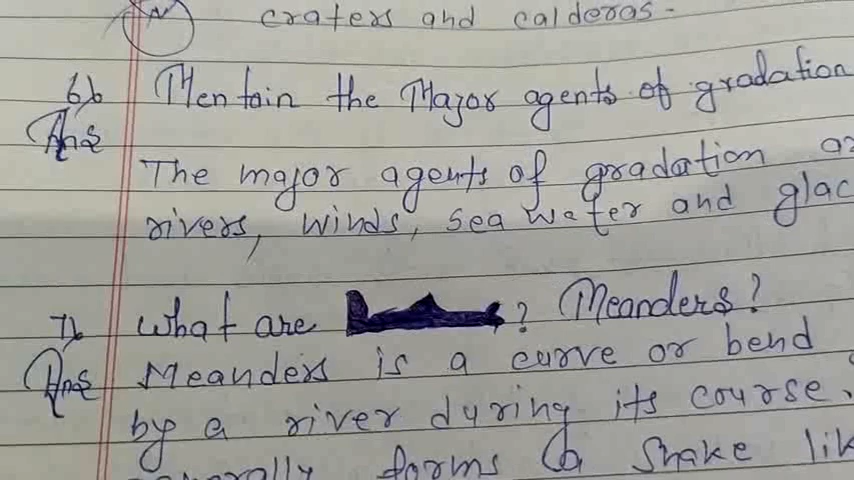 craters and calderas.
6) Mentain the Major agents of gradation
Ans
The major agents of gradation
rivers, winds, sea water and glac
7) What are ? Meanders?
Ans Meanders is a curve or bend
by a river during its course.
forms a snake lik